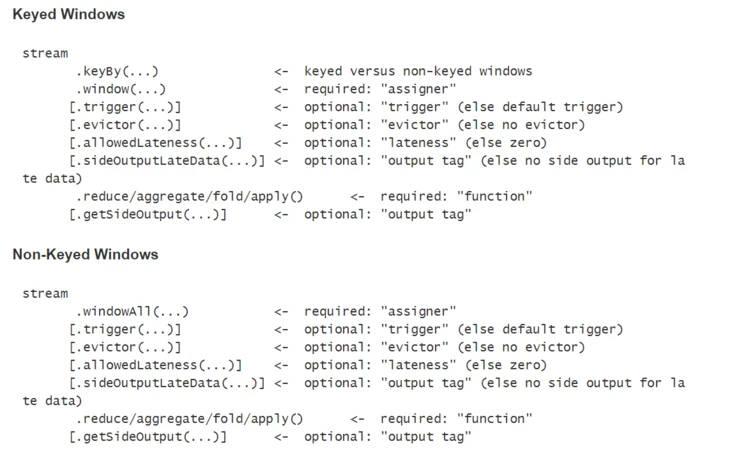 Keyed Windows
stream
.keyBy(...) <- keyed versus non-keyed windows
.window(...) <- required: "assigner"
[.trigger(...)] <- optional: "trigger" (else default trigger)
[.evictor(...)] <- optional: "evictor" (else no evictor)
[.allowedLateness(...)] <- optional: "lateness" (else zero)
[.sideOutputLateData(...)] <- optional: "output tag" (else no side output for la
te data)
.reduce/aggregate/fold/apply() <- required: "function"
[.getSideOutput(...)] <- optional: "output tag"
Non-Keyed Windows
stream
.windowAll(...) <- required: "assigner"
[.trigger(...)] <- optional: "trigger" (else default trigger)
[.evictor(...)] <- optional: "evictor" (else no evictor)
[.allowedLateness(...)] <- optional: "lateness" (else zero)
[.sideOutputLateData(...)] <- optional: "output tag" (else no side output for la
te data)
.reduce/aggregate/fold/apply() <- required: "function"
[.getSideOutput(...)] <- optional: "output tag"